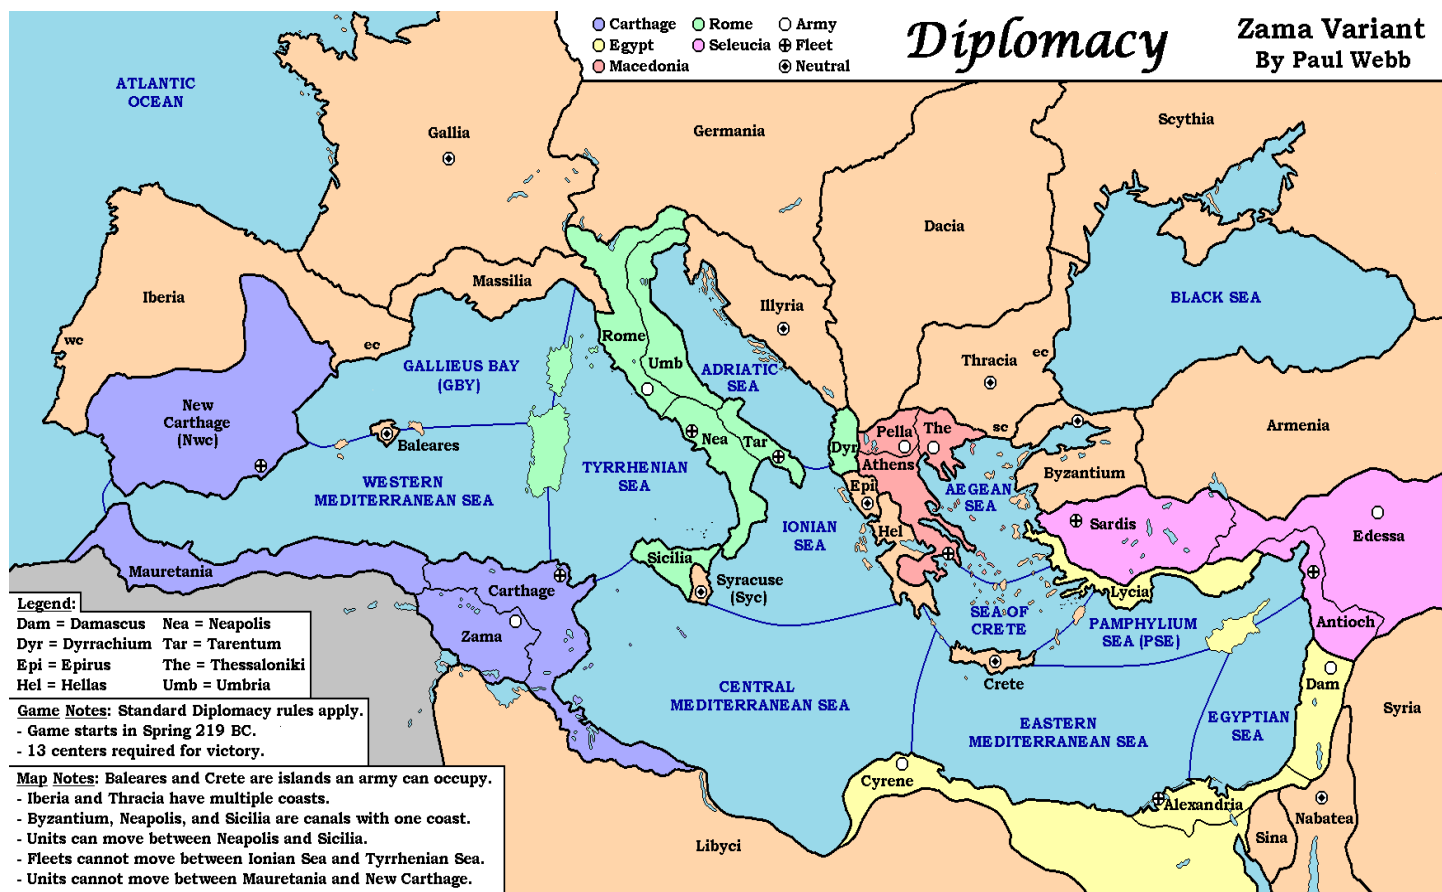 Carthage
Rome
Army
Egypt
Seleucia
Fleet
Macedonia
Neutral
Diplomacy
Zama Variant
By Paul Webb
ATLANTIC
OCEAN
Gallia
Germania
Scythia
Dacia
Iberia
Massilia
Illyria
BLACK SEA
wc
ec
Rome
Umb
GALLIEUS BAY
(GBY)
ADRIATIC
SEA
Thracia
ec
sc
New
Carthage
(Nwc)
Baleares
Nea
Tar
Dyr
Pella
The
Athens
Armenia
WESTERN
MEDITERRANEAN SEA
TYRRHENIAN
SEA
Epi
AEGEAN
SEA
Byzantium
IONIAN
SEA
Hel
Sardis
Edessa
Mauretania
Carthage
Sicilia
Syracuse
(Syc)
Lycia
Zama
SEA OF
CRETE
PAMPHYLIUM
SEA (PSE)
Antioch
Crete
Dam
CENTRAL
MEDITERRANEAN SEA
EASTERN
MEDITERRANEAN SEA
EGYPTIAN
SEA
Syria
Cyrene
Alexandria
Libyci
Sina
Nabatea
Legend:
Dam = Damascus Nea = Neapolis
Dyr = Dyrrachium Tar = Tarentum
Epi = Epirus The = Thessaloniki
Hel = Hellas Umb = Umbria
Game Notes: Standard Diplomacy rules apply.
- Game starts in Spring 219 BC.
- 13 centers required for victory.
Map Notes: Baleares and Crete are islands an army can occupy.
- Iberia and Thracia have multiple coasts.
- Byzantium, Neapolis, and Sicilia are canals with one coast.
- Units can move between Neapolis and Sicilia.
- Fleets cannot move between Ionian Sea and Tyrrhenian Sea.
- Units cannot move between Mauretania and New Carthage.